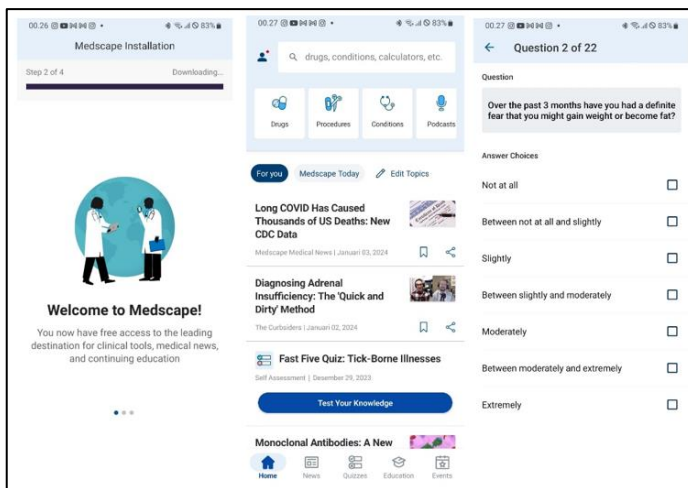 00.26
83%
Medscape Installation
Step 2 of 4
Downloading...
Welcome to Medscape!
You now have free access to the leading
destination for clinical tools, medical news,
and continuing education
00.27
83%
drugs, conditions, calculators, etc.
Drugs
Procedures
Conditions
Podcasts
For you
Medscape Today
Edit Topics
Long COVID Has Caused
Thousands of US Deaths: New
CDC Data
Medscape Medical News | Januari 03, 2024
Diagnosing Adrenal
Insufficiency: The 'Quick and
Dirty' Method
The Curbsiders | Januari 02, 2024
Fast Five Quiz: Tick-Borne Illnesses
Self Assessment | Desember 29, 2023
Test Your Knowledge
Monoclonal Antibodies: A New
Home
News
Quizzes
Education
Events
00.27
83%
Question 2 of 22
Question
Over the past 3 months have you had a definite
fear that you might gain weight or become fat?
Answer Choices
Not at all
Between not at all and slightly
Slightly
Between slightly and moderately
Moderately
Between moderately and extremely
Extremely